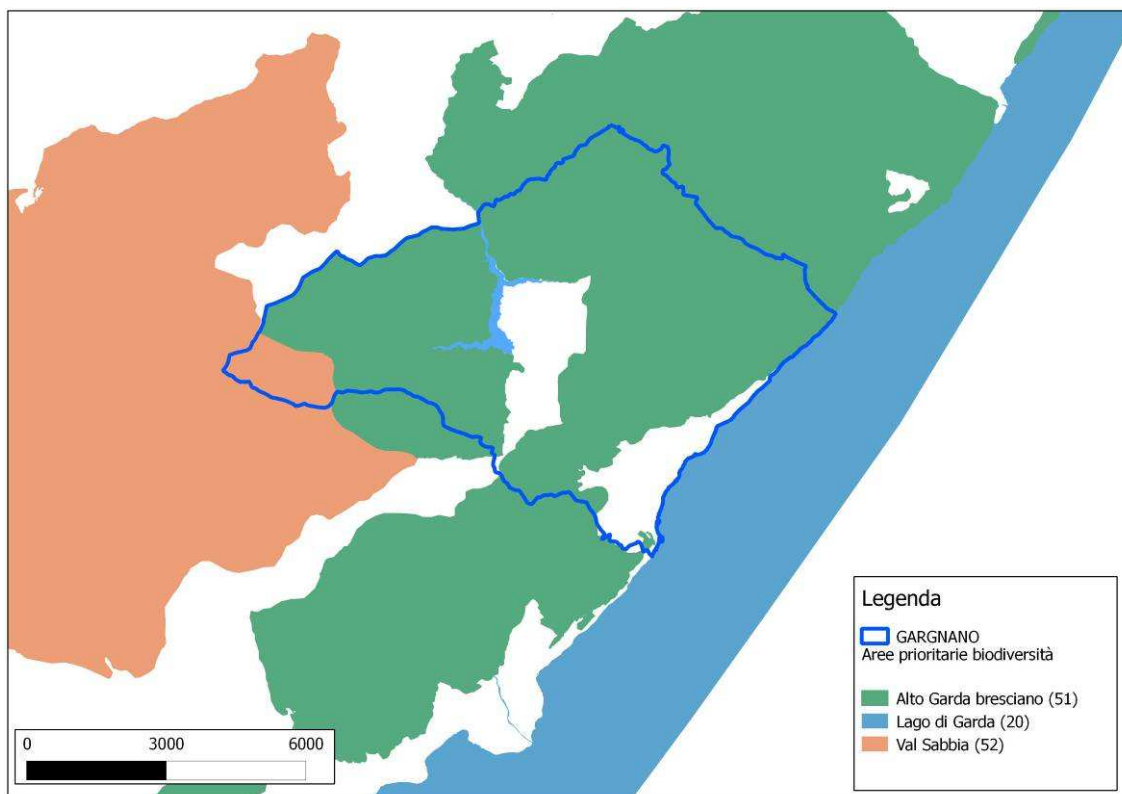 Legenda
GARGNANO
Aree prioritarie biodiversità
Alto Garda bresciano (51)
Lago di Garda (20)
Val Sabbia (52)
0 3000 6000